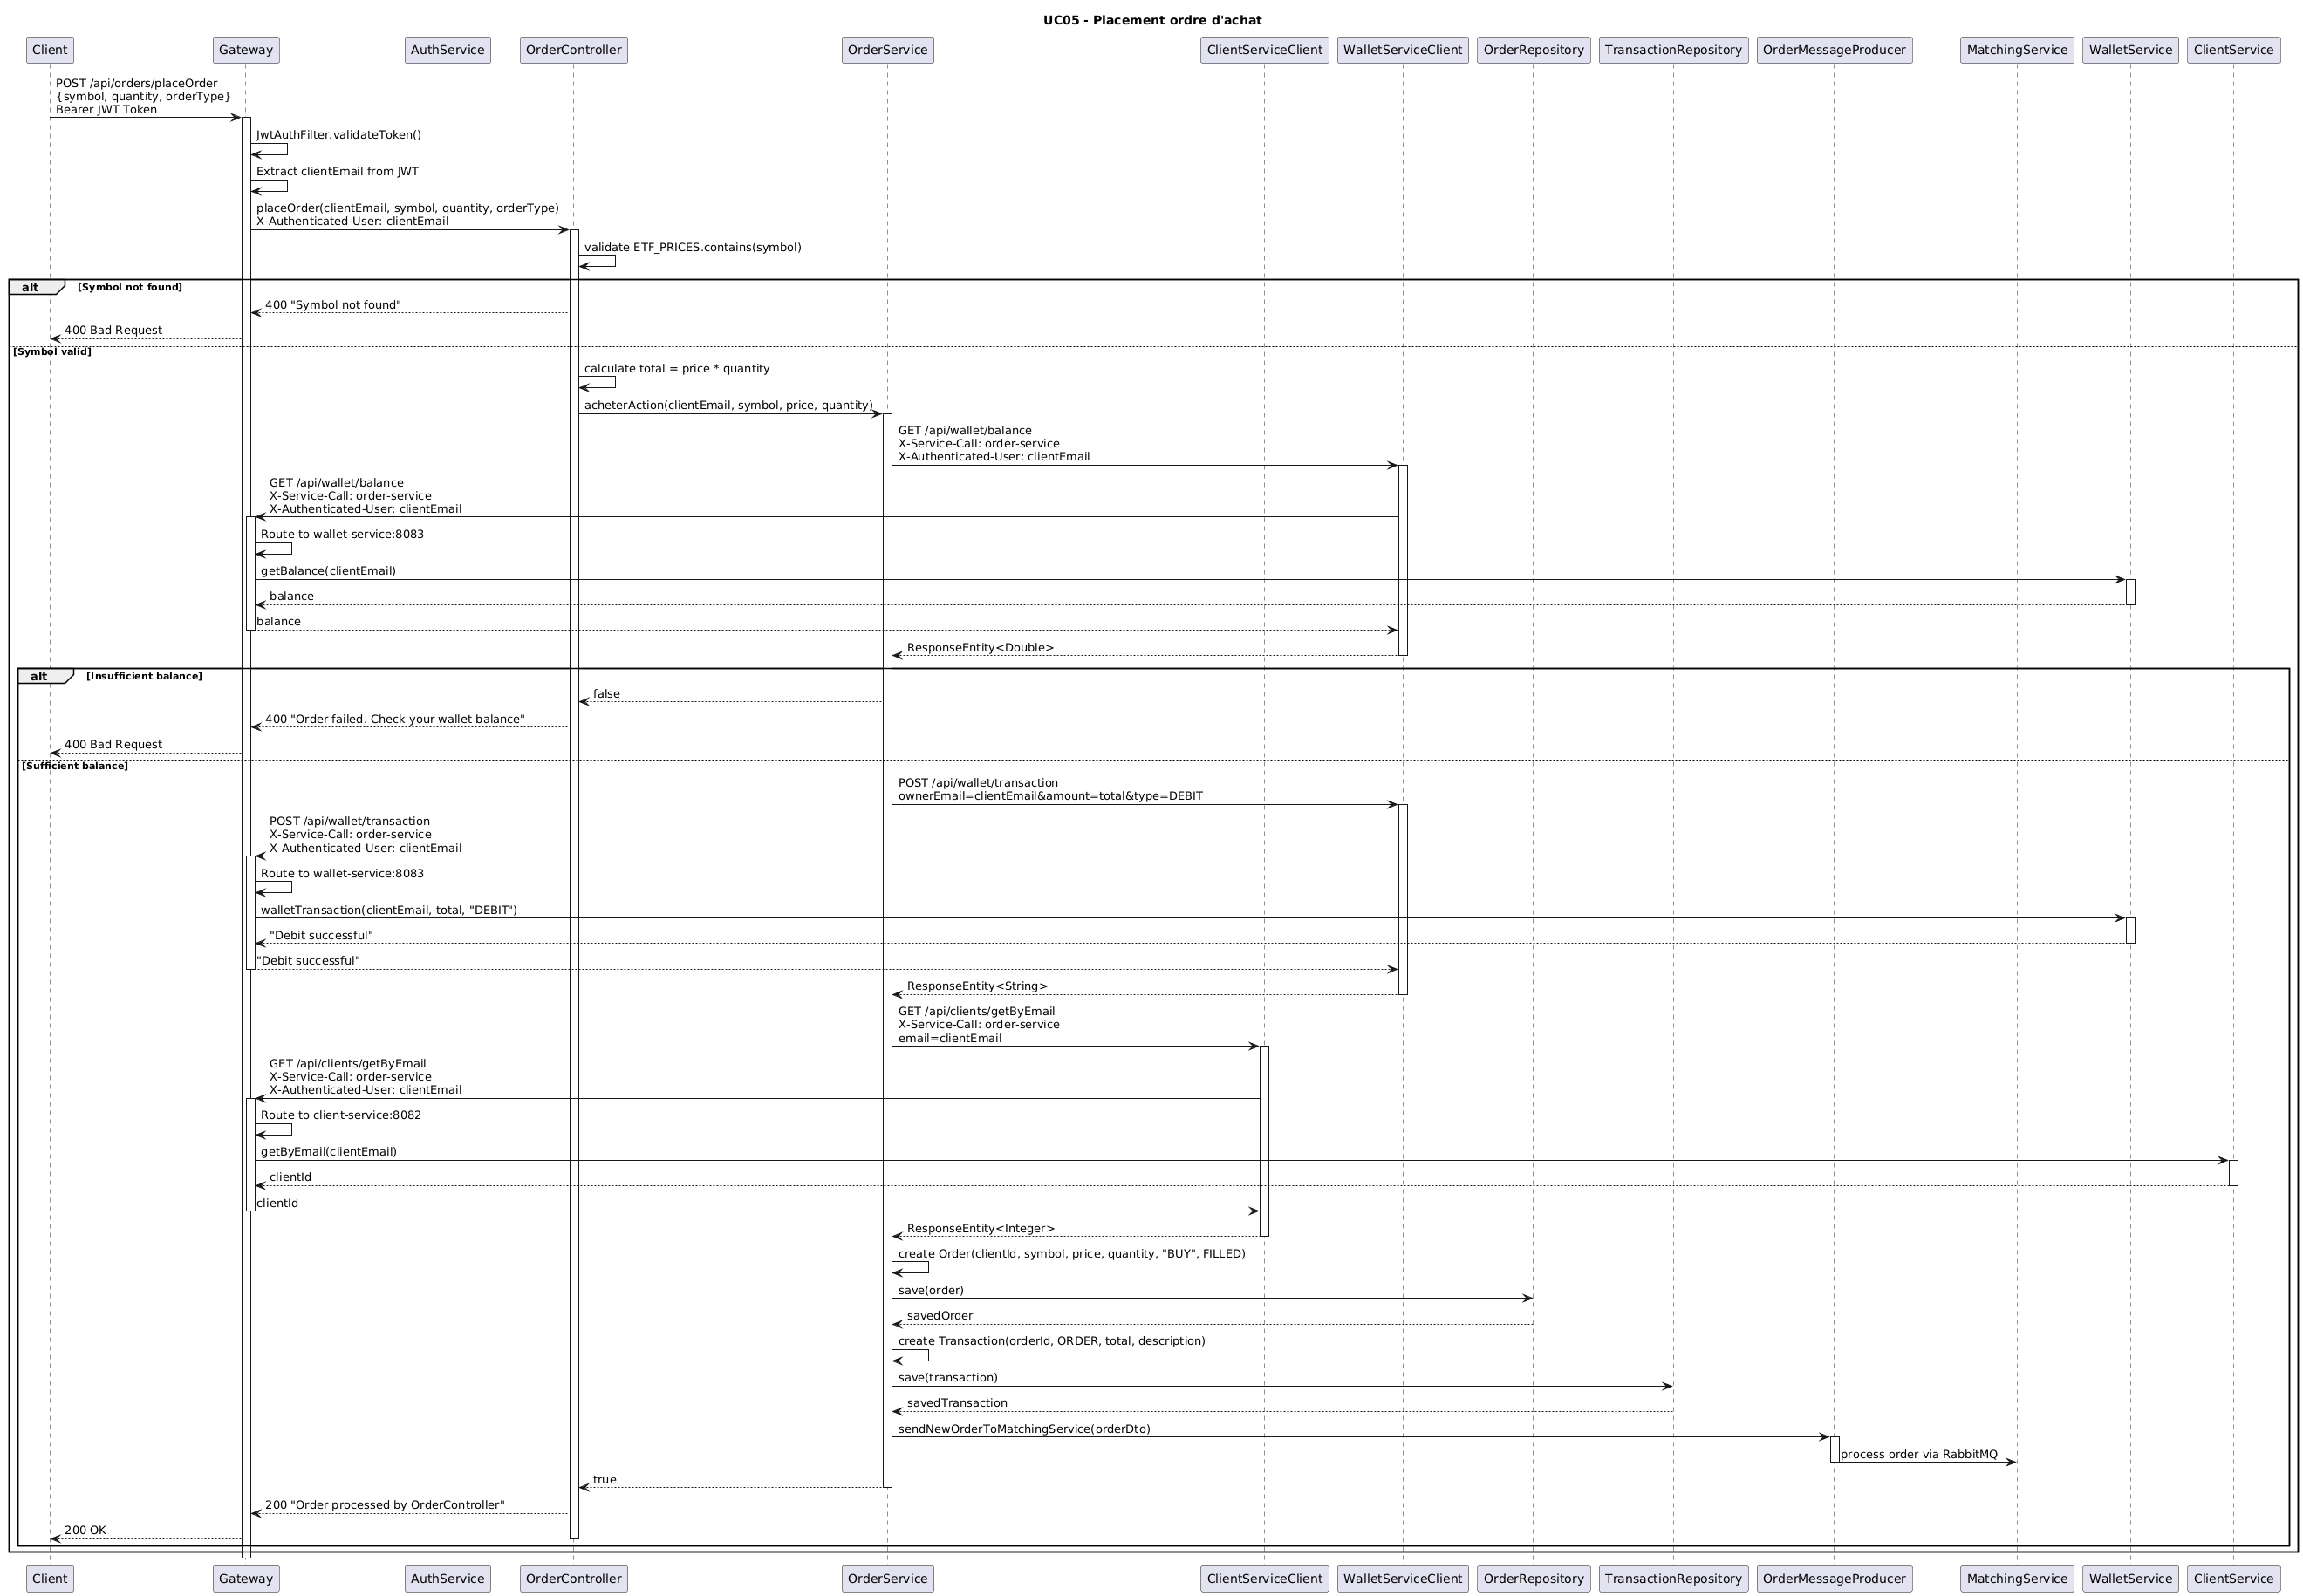 UC05 - Placement ordre d'achat
Client
Gateway
AuthService
OrderController
OrderService
ClientServiceClient
WalletServiceClient
OrderRepository
TransactionRepository
OrderMessageProducer
MatchingService
WalletService
ClientService
POST /api/orders/placeOrder
{symbol, quantity, orderType}
Bearer JWT Token
JwtAuthFilter.validateToken()
Extract clientEmail from JWT
placeOrder(clientEmail, symbol, quantity, orderType)
X-Authenticated-User: clientEmail
validate ETF_PRICES.contains(symbol)
alt
[Symbol not found]
400 "Symbol not found"
400 Bad Request
[Symbol valid]
calculate total = price * quantity
acheterAction(clientEmail, symbol, price, quantity)
GET /api/wallet/balance
X-Service-Call: order-service
X-Authenticated-User: clientEmail
GET /api/wallet/balance
X-Service-Call: order-service
X-Authenticated-User: clientEmail
Route to wallet-service:8083
getBalance(clientEmail)
balance
balance
ResponseEntity<Double>
alt
[Insufficient balance]
false
400 "Order failed. Check your wallet balance"
400 Bad Request
[Sufficient balance]
POST /api/wallet/transaction
ownerEmail=clientEmail&amount=total&type=DEBIT
POST /api/wallet/transaction
X-Service-Call: order-service
X-Authenticated-User: clientEmail
Route to wallet-service:8083
walletTransaction(clientEmail, total, "DEBIT")
"Debit successful"
"Debit successful"
ResponseEntity<String>
GET /api/clients/getByEmail
X-Service-Call: order-service
email=clientEmail
GET /api/clients/getByEmail
X-Service-Call: order-service
X-Authenticated-User: clientEmail
Route to client-service:8082
getByEmail(clientEmail)
clientId
clientId
ResponseEntity<Integer>
create Order(clientId, symbol, price, quantity, "BUY", FILLED)
save(order)
savedOrder
create Transaction(orderId, ORDER, total, description)
save(transaction)
savedTransaction
sendNewOrderToMatchingService(orderDto)
process order via RabbitMQ
true
200 "Order processed by OrderController"
200 OK
Client
Gateway
AuthService
OrderController
OrderService
ClientServiceClient
WalletServiceClient
OrderRepository
TransactionRepository
OrderMessageProducer
MatchingService
WalletService
ClientService